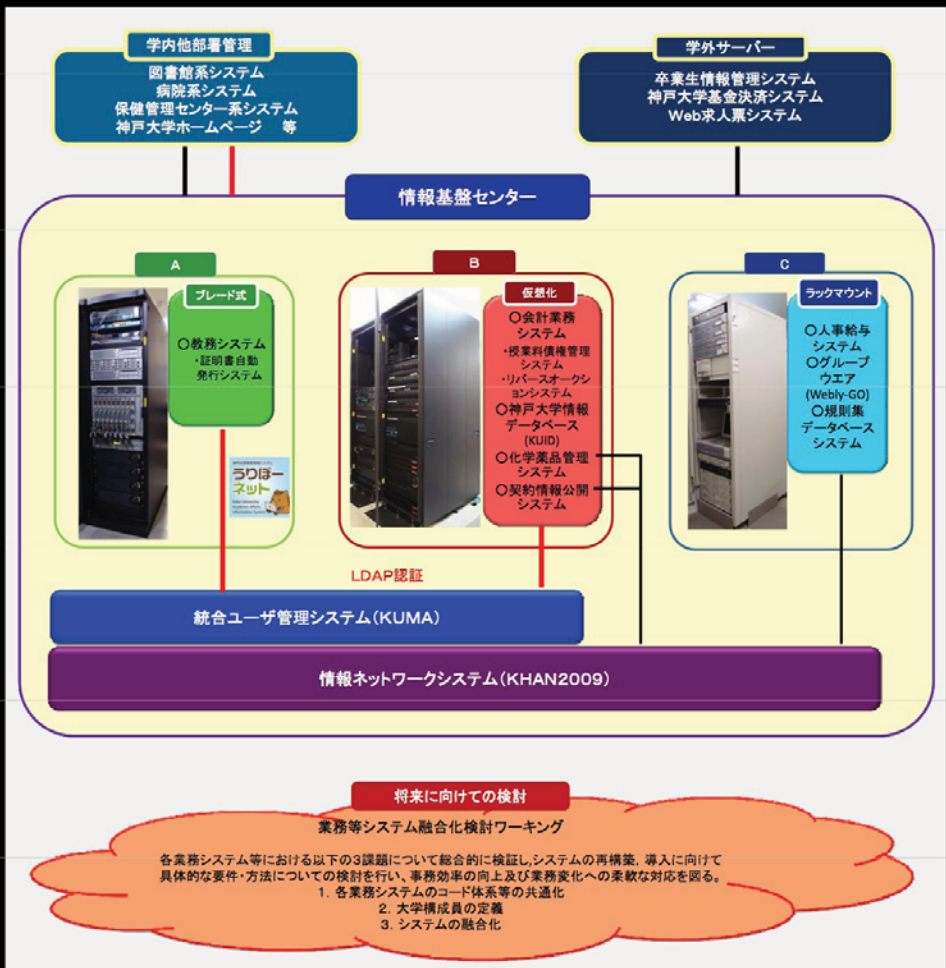 学内他部署管理
図書館系システム
病院系システム
保健管理センター系システム
神戸大学ホームページ 等
学外サーバー
卒業生情報管理システム
神戸大学基金決済システム
Web求人票システム
情報基盤センター
A
ブレード式
○教務システム
・証明書自動
発行システム
うりぼー
ネット
B
仮想化
○会計業務
システム
・授業料債権管理
システム
・リバースオークシ
ョンシステム
○神戸大学情報
データベース
(KUID)
○化学薬品管理
システム
○契約情報公開
システム
C
ラックマウント
○人事給与
システム
○グループ
ウエア
(Webly-GO)
○規則集
データベース
システム
LDAP認証
統合ユーザ管理システム(KUMA)
情報ネットワークシステム(KHAN2009)
将来に向けての検討
業務等システム融合化検討ワーキング
各業務システム等における以下の3課題について総合的に検証し,システムの再構築, 導入に向けて
具体的な要件・方法についての検討を行い、事務効率の向上及び業務変化への柔軟な対応を図る。
1. 各業務システムのコード体系等の共通化
2. 大学構成員の定義
3. システムの融合化